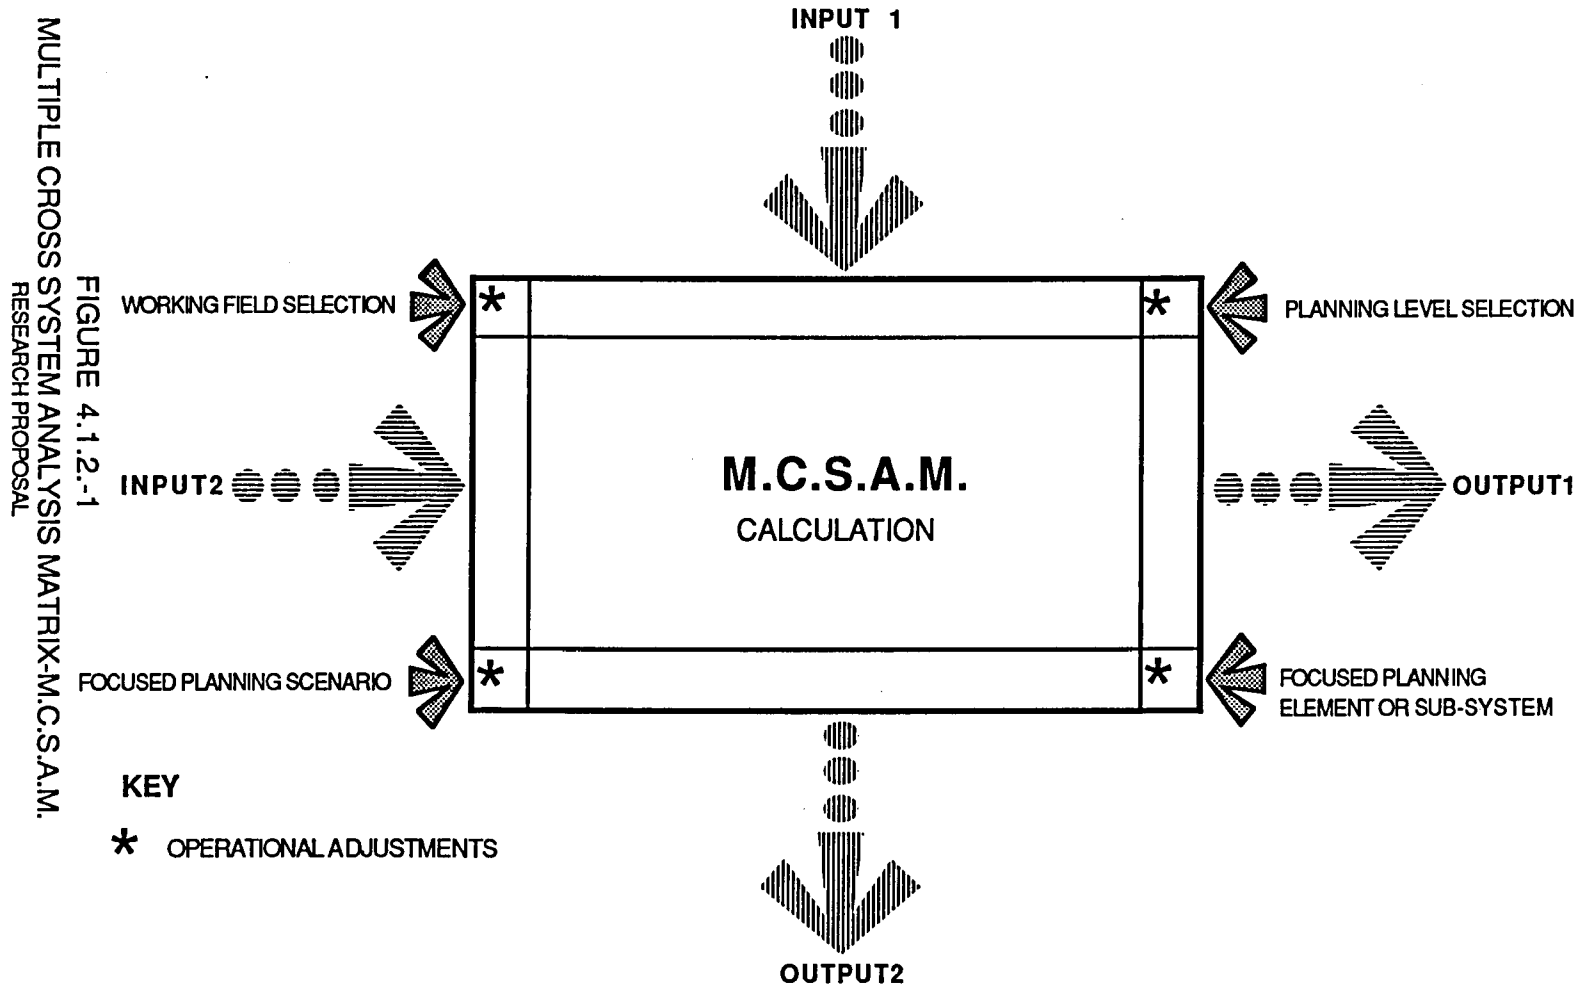 INPUT 1
WORKING FIELD SELECTION
*
*
PLANNING LEVEL SELECTION
INPUT2
M.C.S.A.M.
CALCULATION
OUTPUT1
FOCUSED PLANNING SCENARIO
*
*
FOCUSED PLANNING
ELEMENT OR SUB-SYSTEM
OUTPUT2
KEY
* OPERATIONAL ADJUSTMENTS
FIGURE 4.1.2.-1
MULTIPLE CROSS SYSTEM ANALYSIS MATRIX-M.C.S.A.M.
RESEARCH PROPOSAL